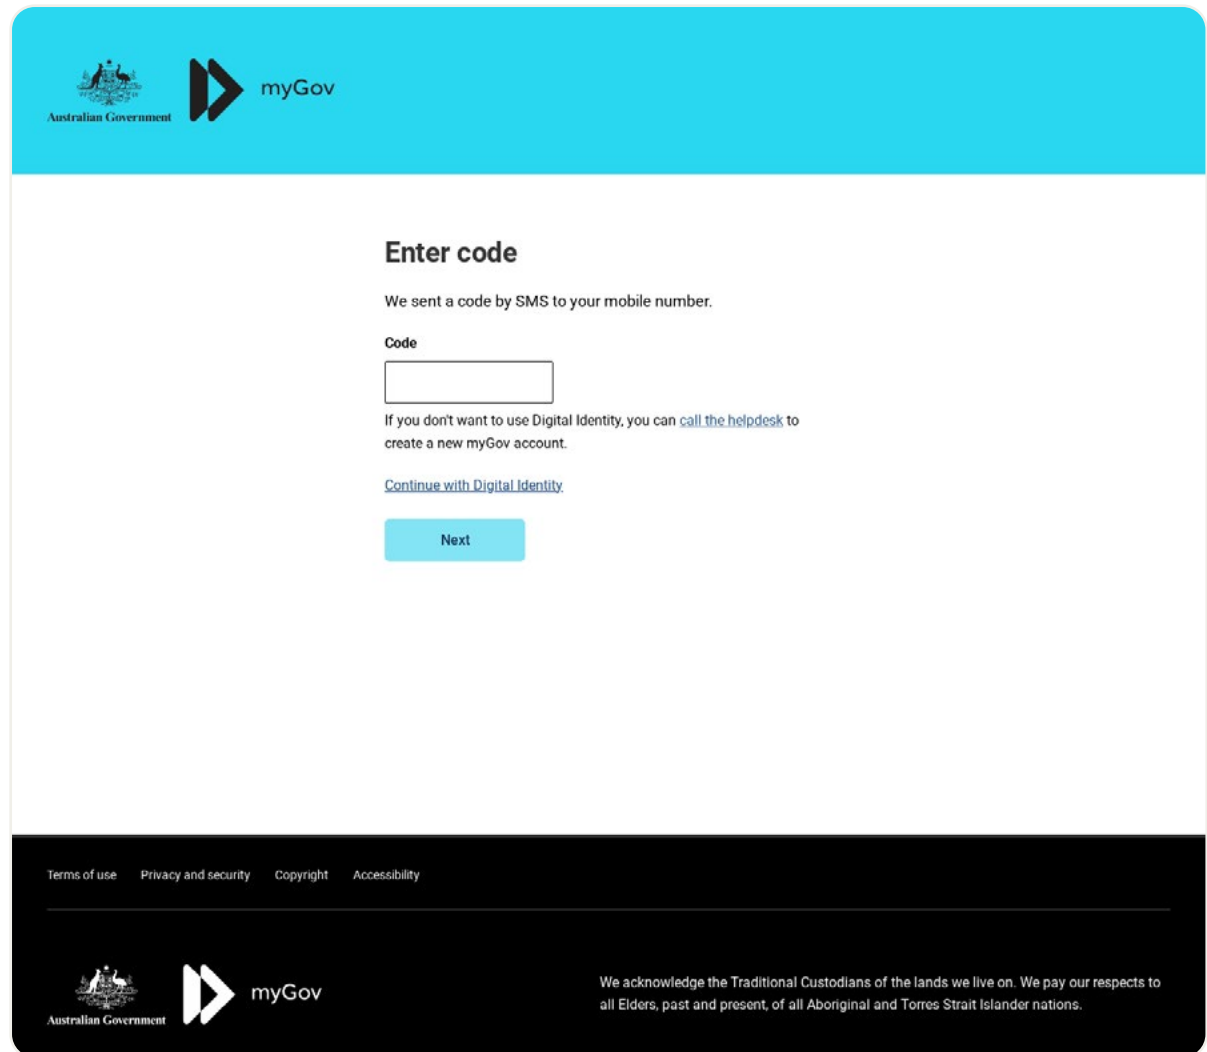 Australian Government
myGov
Enter code
We sent a code by SMS to your mobile number.
Code
If you don't want to use Digital Identity, you can call the helpdesk to
create a new myGov account.
Continue with Digital Identity
Next
Terms of use Privacy and security Copyright Accessibility
Australian Government
myGov
We acknowledge the Traditional Custodians of the lands we live on. We pay our respects to
all Elders, past and present, of all Aboriginal and Torres Strait Islander nations.